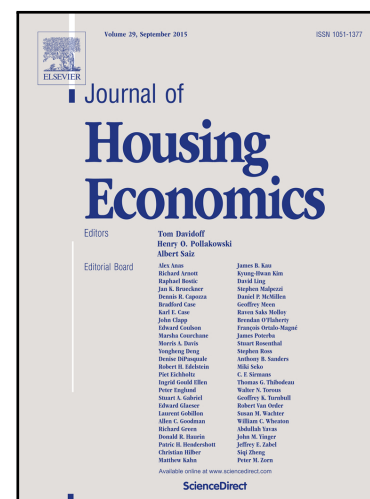 Volume 29, September 2015
ISSN 1051-1377
ELSEVIER
Journal of
Housing
Economics
Editors
Tom Davidoff
Henry O. Pollakowski
Albert Saiz
Editorial Board
Alex Anas
Richard Arnott
Raphael Bostic
Jan K. Brueckner
Dennis R. Capozza
Bradford Case
Karl E. Case
John Clapp
Edward Coulson
Marsha Courchane
Morris A. Davis
Yongheng Deng
Denise DiPasquale
Robert H. Edelstein
Piet Eichholtz
Ingrid Gould Ellen
Peter Englund
Stuart A. Gabriel
Edward Glaeser
Laurent Gobillon
Allen C. Goodman
Richard Green
Donald R. Haurin
Patric H. Hendershott
Christian Hilber
Matthew Kahn
James B. Kau
Kyung-Hwan Kim
David Ling
Stephen Malpezzi
Daniel P. McMillen
Geoffrey Meen
Raven Saks Molloy
Brendan O'Flaherty
François Ortalo-Magné
James Poterba
Stuart Rosenthal
Stephen Ross
Anthony B. Sanders
Miki Seko
C. F. Sirmans
Thomas G. Thibodeau
Walter N. Torous
Geoffrey K. Turnbull
Robert Van Order
Susan M. Wachter
William C. Wheaton
Abdullah Yavas
John M. Yinger
Jeffrey E. Zabel
Siqi Zheng
Peter M. Zorn
Available online at www.sciencedirect.com
ScienceDirect